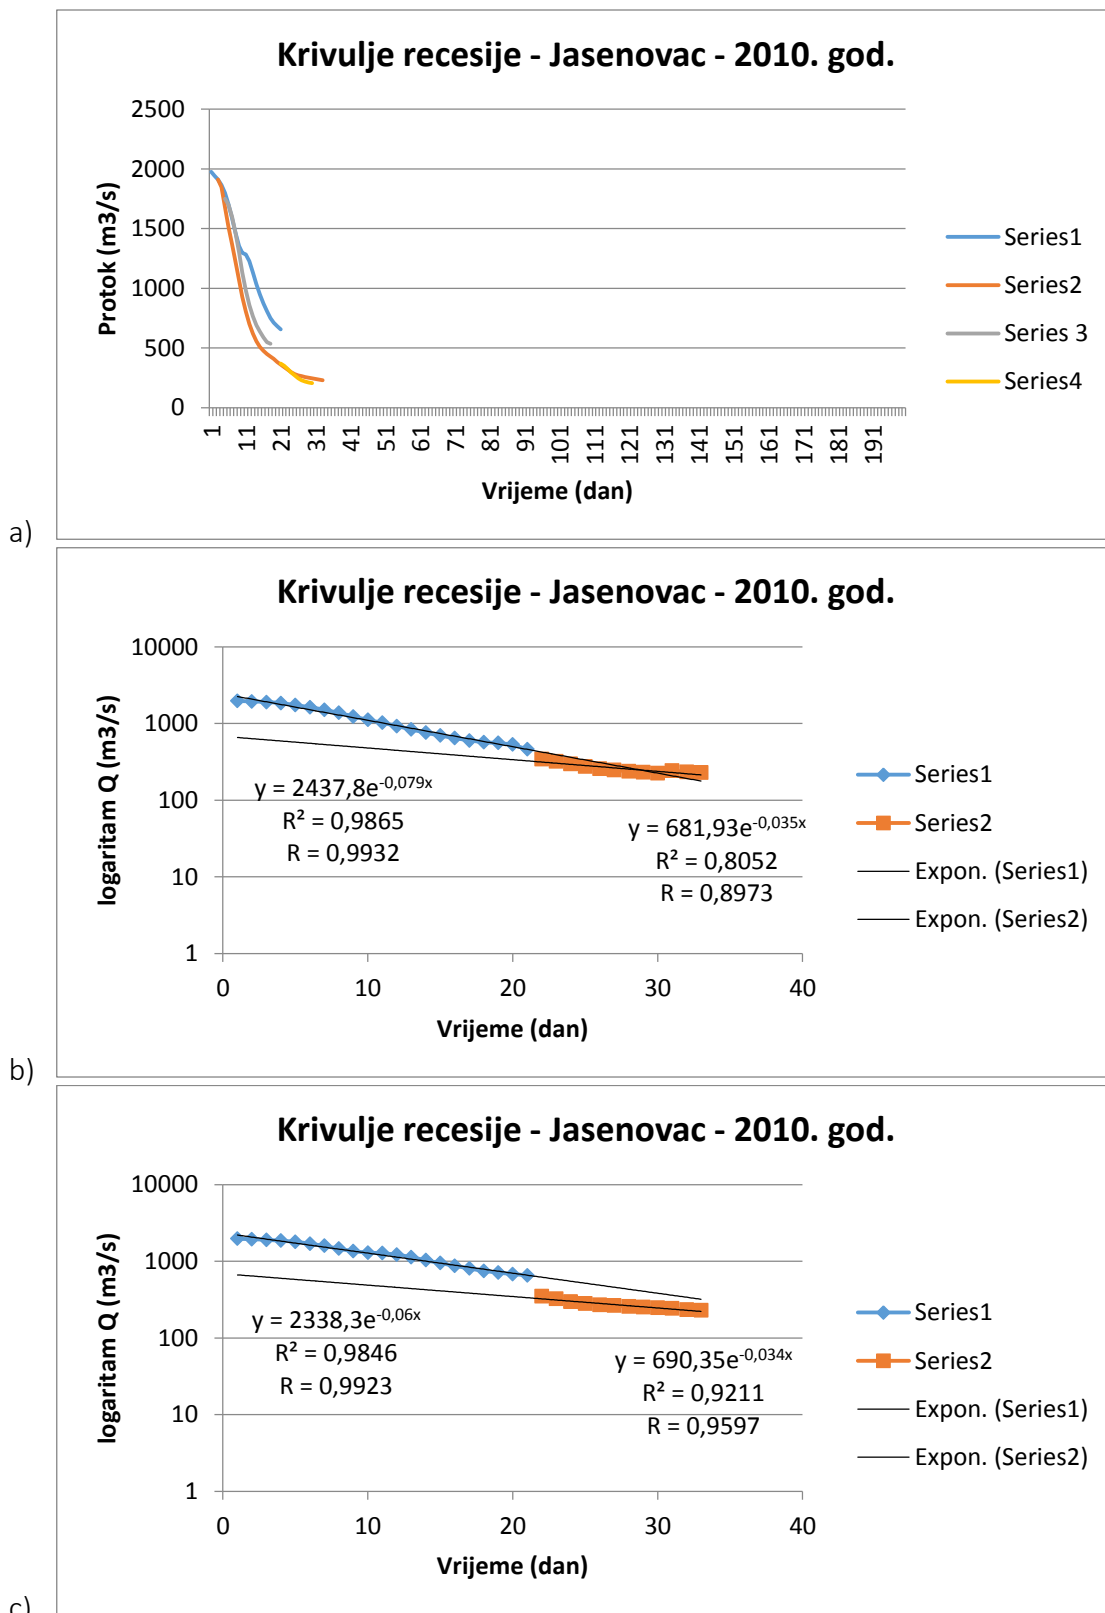 Krivulje recesije - Jasenovac - 2010. god.
2500
2000
1500
1000
500
0
Protok (m3/s)
1
11
21
31
41
51
61
71
81
91
101
111
121
131
141
151
161
171
181
191
Vrijeme (dan)
Series1
Series2
Series 3
Series4
a)
Krivulje recesije - Jasenovac - 2010. god.
10000
1000
100
10
1
logaritam Q (m3/s)
y = 2437,8e^-0,079x
R² = 0,9865
R = 0,9932
y = 681,93e^-0,035x
R² = 0,8052
R = 0,8973
0 10 20 30 40
Vrijeme (dan)
Series1
Series2
Expon. (Series1)
Expon. (Series2)
b)
Krivulje recesije - Jasenovac - 2010. god.
10000
1000
100
10
1
logaritam Q (m3/s)
y = 2338,3e^-0,06x
R² = 0,9846
R = 0,9923
y = 690,35e^-0,034x
R² = 0,9211
R = 0,9597
0 10 20 30 40
Vrijeme (dan)
Series1
Series2
Expon. (Series1)
Expon. (Series2)
c)